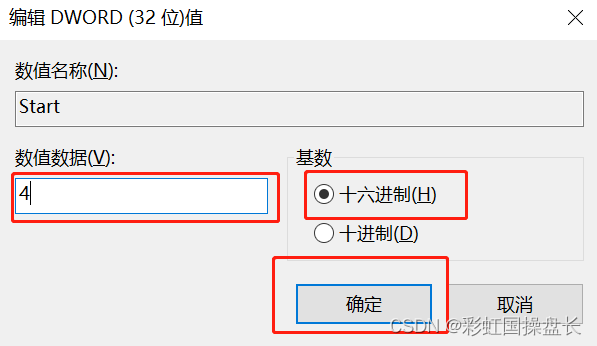 编辑 DWORD (32 位)值
数值名称(N):
Start
数值数据(V):
基数
4
十六进制(H)
十进制(D)
确定
取消
CSDN @彩虹国操盘长